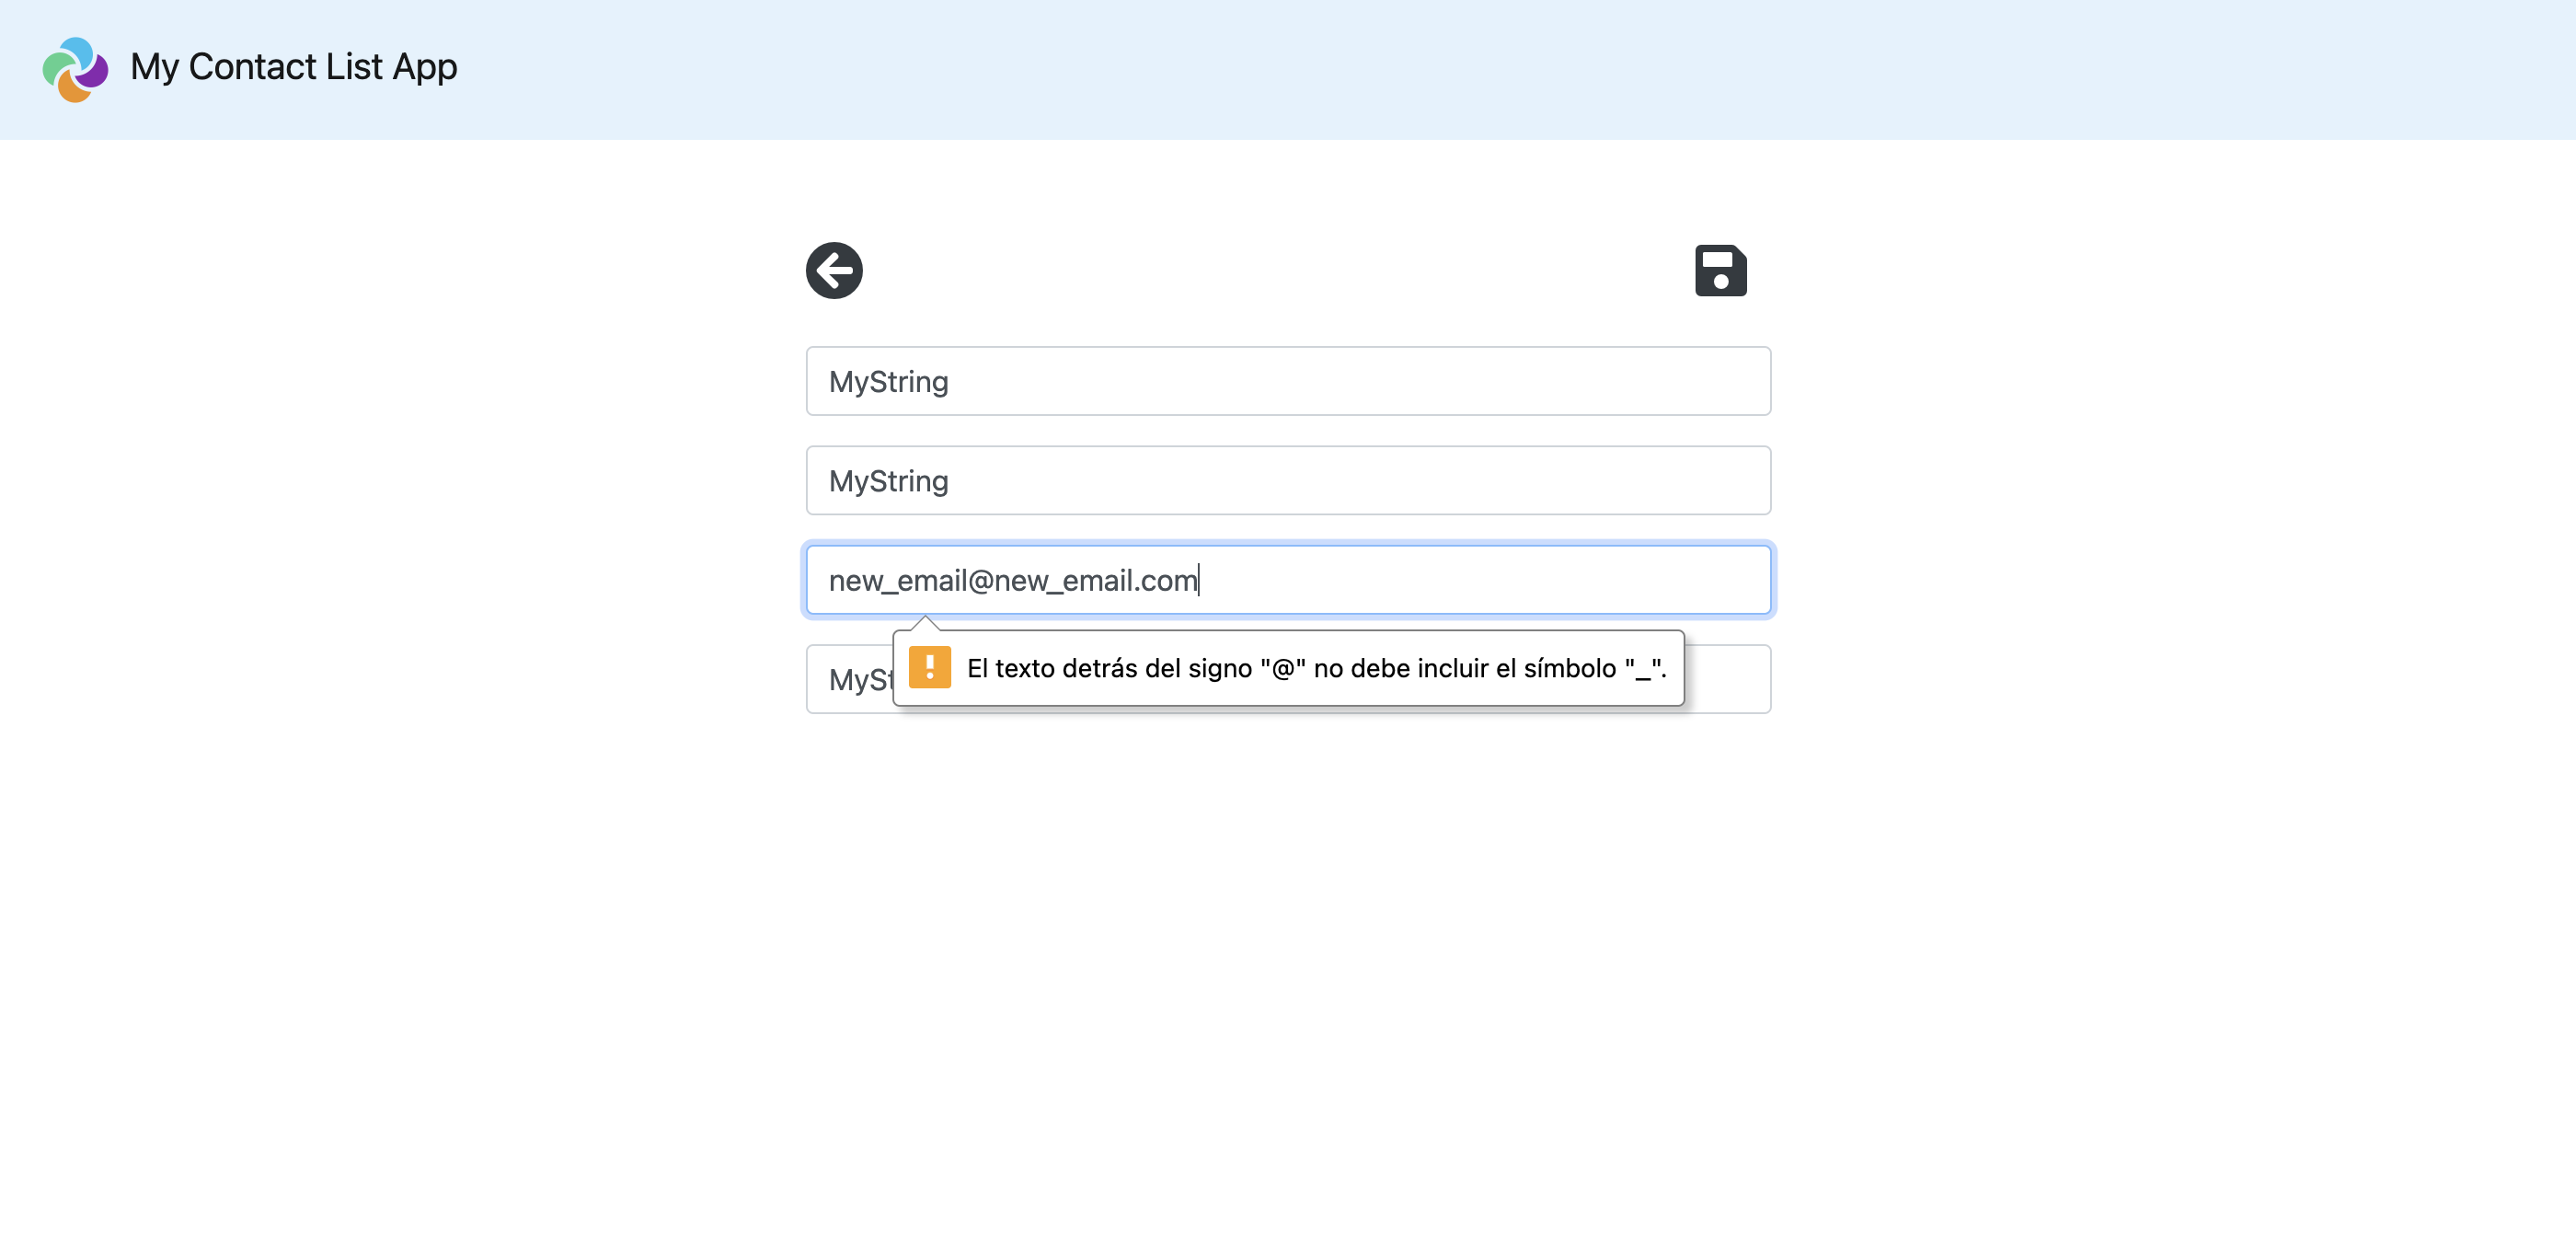 My Contact List App
MyString
MyString
new_email@new_email.com
El texto detrás del signo "@" no debe incluir el símbolo "_".
MySt